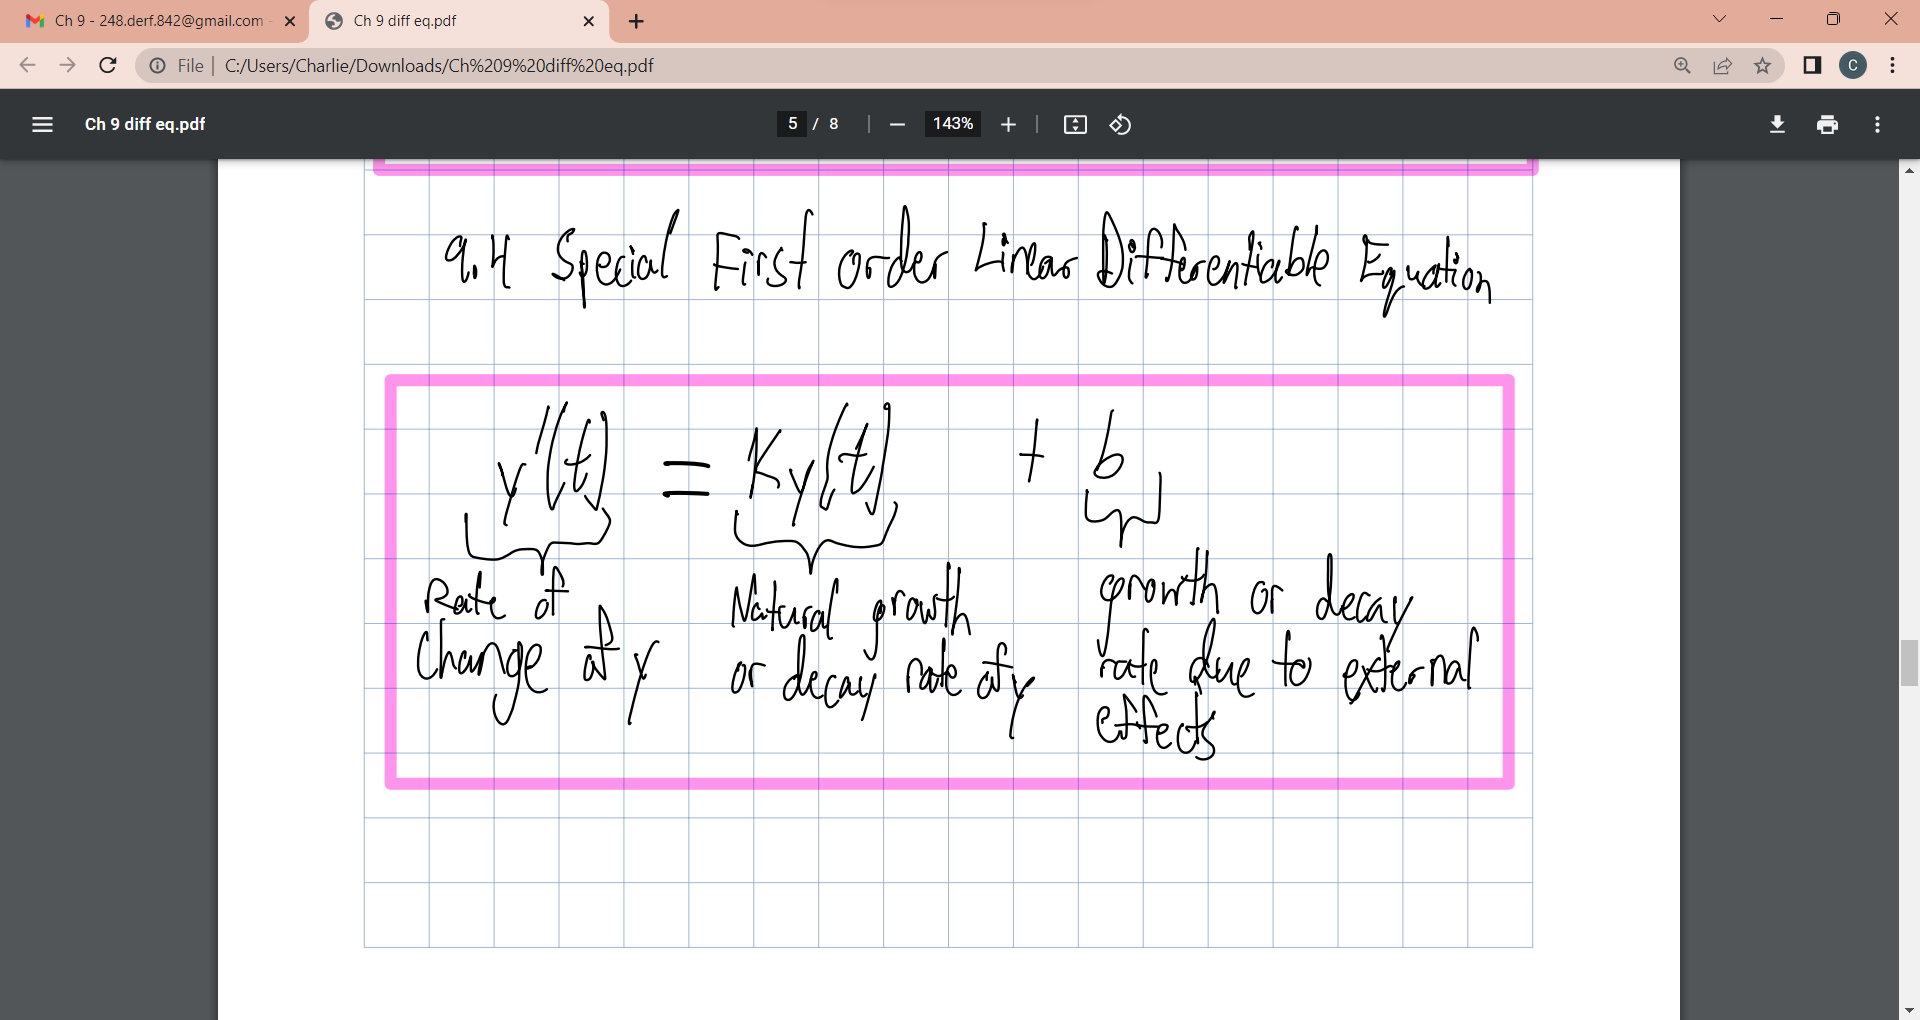 Ch 9 - 248.derf.842@gmail.com -
Ch 9 diff eq.pdf
File
C:/Users/Charlie/Downloads/Ch%209%20diff%20eq.pdf
C
Ch 9 diff eq.pdf
5 / 8
143%
9.4 Special First order Linear Differentiable Equation
y'(t) = Ky(t) + b
Rate of
Change of y
Natural growth
or decay rate of y
growth or decay
rate due to external
effects